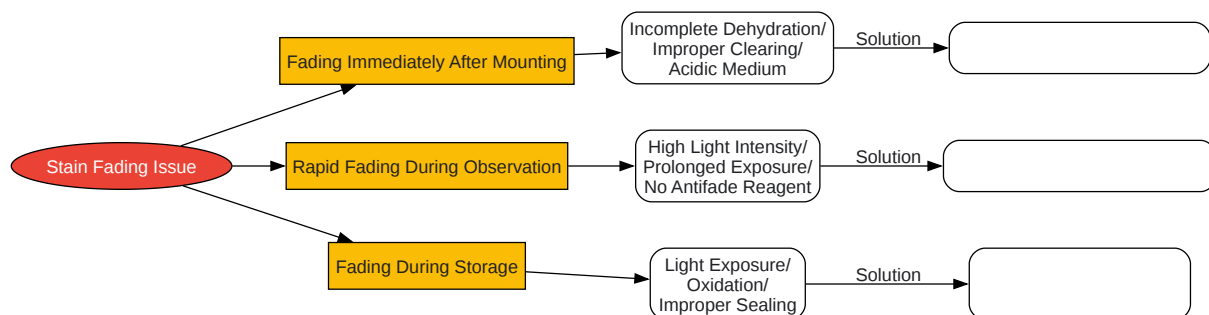 Stain Fading Issue
Fading Immediately After Mounting
Incomplete Dehydration/
Improper Clearing/
Acidic Medium
Solution
Rapid Fading During Observation
High Light Intensity/
Prolonged Exposure/
No Antifade Reagent
Solution
Fading During Storage
Light Exposure/
Oxidation/
Improper Sealing
Solution